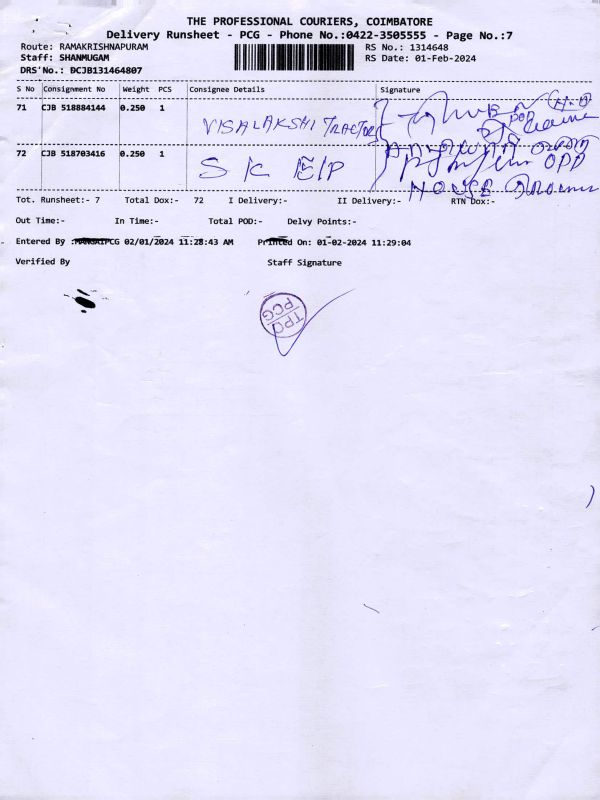 THE PROFESSIONAL COURIERS, COIMBATORE
Delivery Runsheet - PCG - Phone No.:0422-3505555 - Page No.:7
Route: RAMAKRISHNAPURAM RS No.: 1314648
Staff: SHANMUGAM RS Date: 01-Feb-2024
DRS No.: DCJB131464807
S No Consignment No Weight PCS Consignee Details Signature
71 CJB 518884144 0.250 1 VISALAKSHI TRACTORS
72 CJB 518703416 0.250 1 S K E/P
OPP
HOUSE
Tot. Runsheet:- 7 Total Dox:- 72 I Delivery:- II Delivery:- RTN Dox:-
Out Time:- In Time:- Total POD:- Delvy Points:-
Entered By :MANGAIPCG 02/01/2024 11:28:43 AM Printed On: 01-02-2024 11:29:04
Verified By Staff Signature
TPC
PCG